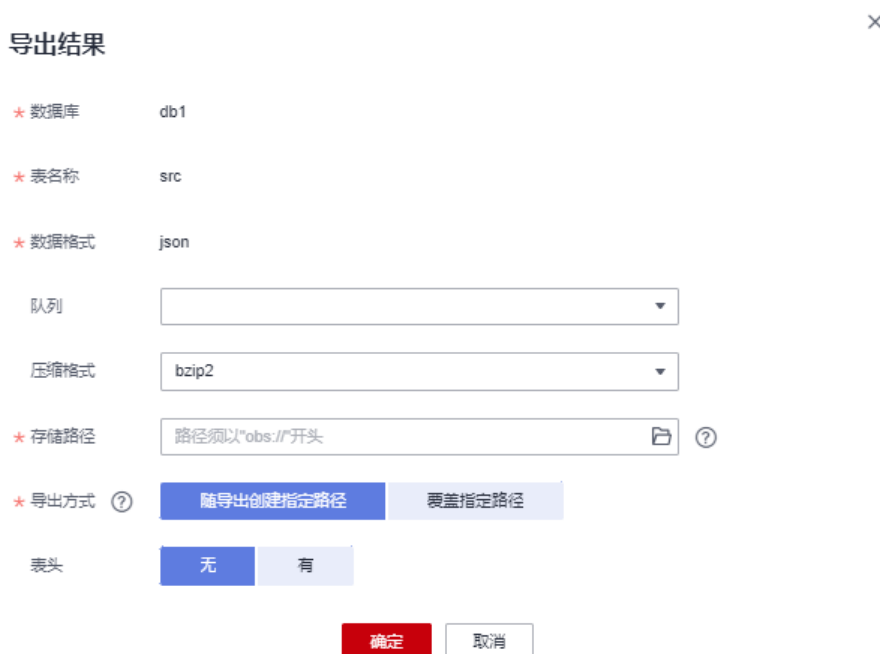 导出结果
* 数据库 db1
* 表名称 src
* 数据格式 json
队列
压缩格式 bzip2
* 存储路径 路径须以"obs://"开头
* 导出方式 随导出创建指定路径 覆盖指定路径
表头 无 有
确定 取消